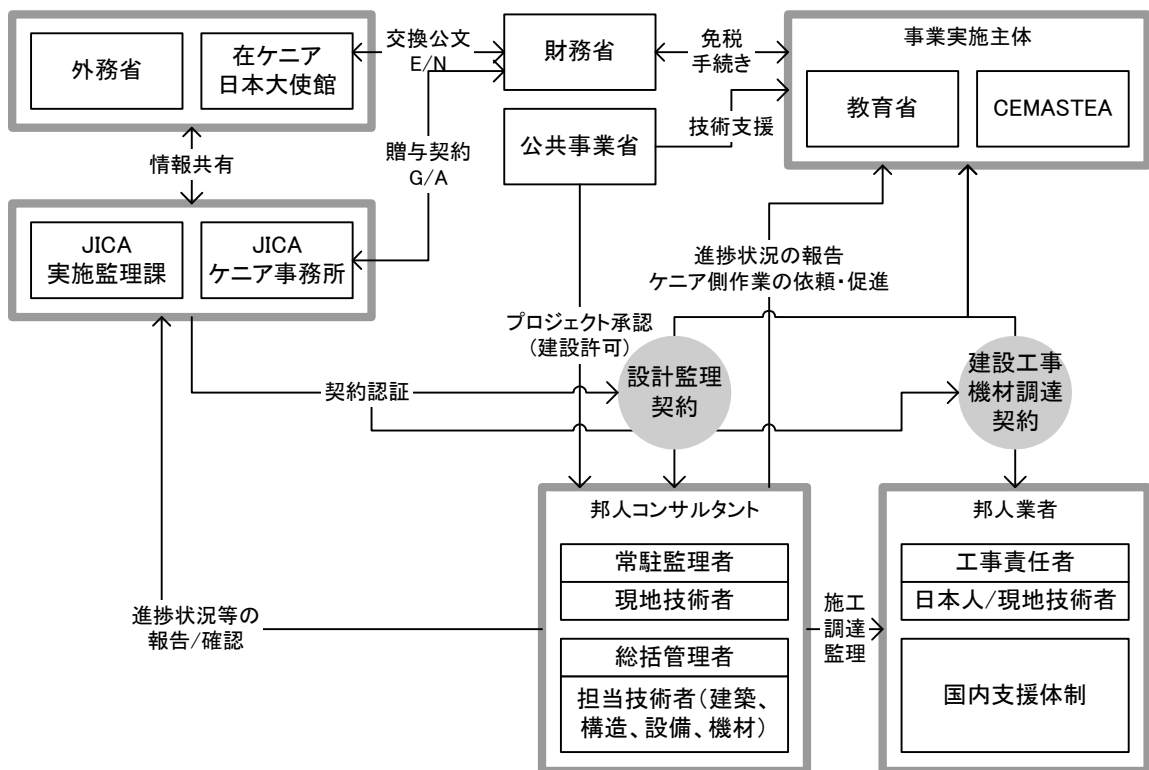 外務省
在ケニア
日本大使館
交換公文
E/N
財務省
免税
手続き
事業実施主体
教育省
CEMASTEA
公共事業省
技術支援
情報共有
贈与契約
G/A
JICA
実施監理課
JICA
ケニア事務所
進捗状況の報告
ケニア側作業の依頼・促進
プロジェクト承認
(建設許可)
契約認証
設計監理
契約
建設工事
機材調達
契約
邦人コンサルタント
常駐監理者
現地技術者
総括管理者
担当技術者(建築、
構造、設備、機材)
進捗状況等の
報告/確認
施工
調達
監理
邦人業者
工事責任者
日本人/現地技術者
国内支援体制